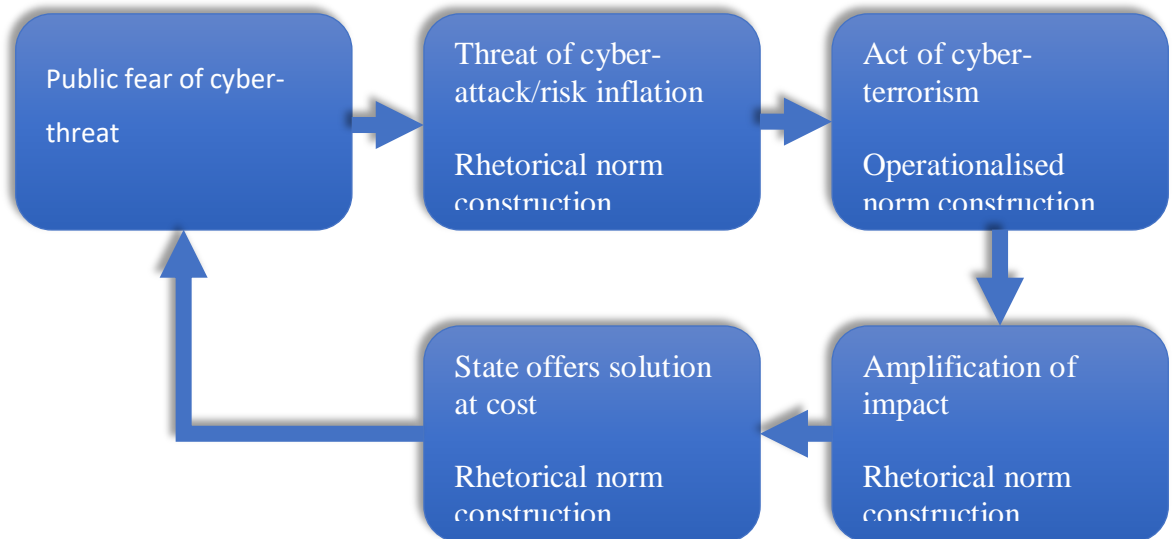 Public fear of cyber-
threat
Threat of cyber-
attack/risk inflation
Rhetorical norm
construction
Act of cyber-
terrorism
Operationalised
norm construction
State offers solution
at cost
Rhetorical norm
construction
Amplification of
impact
Rhetorical norm
construction